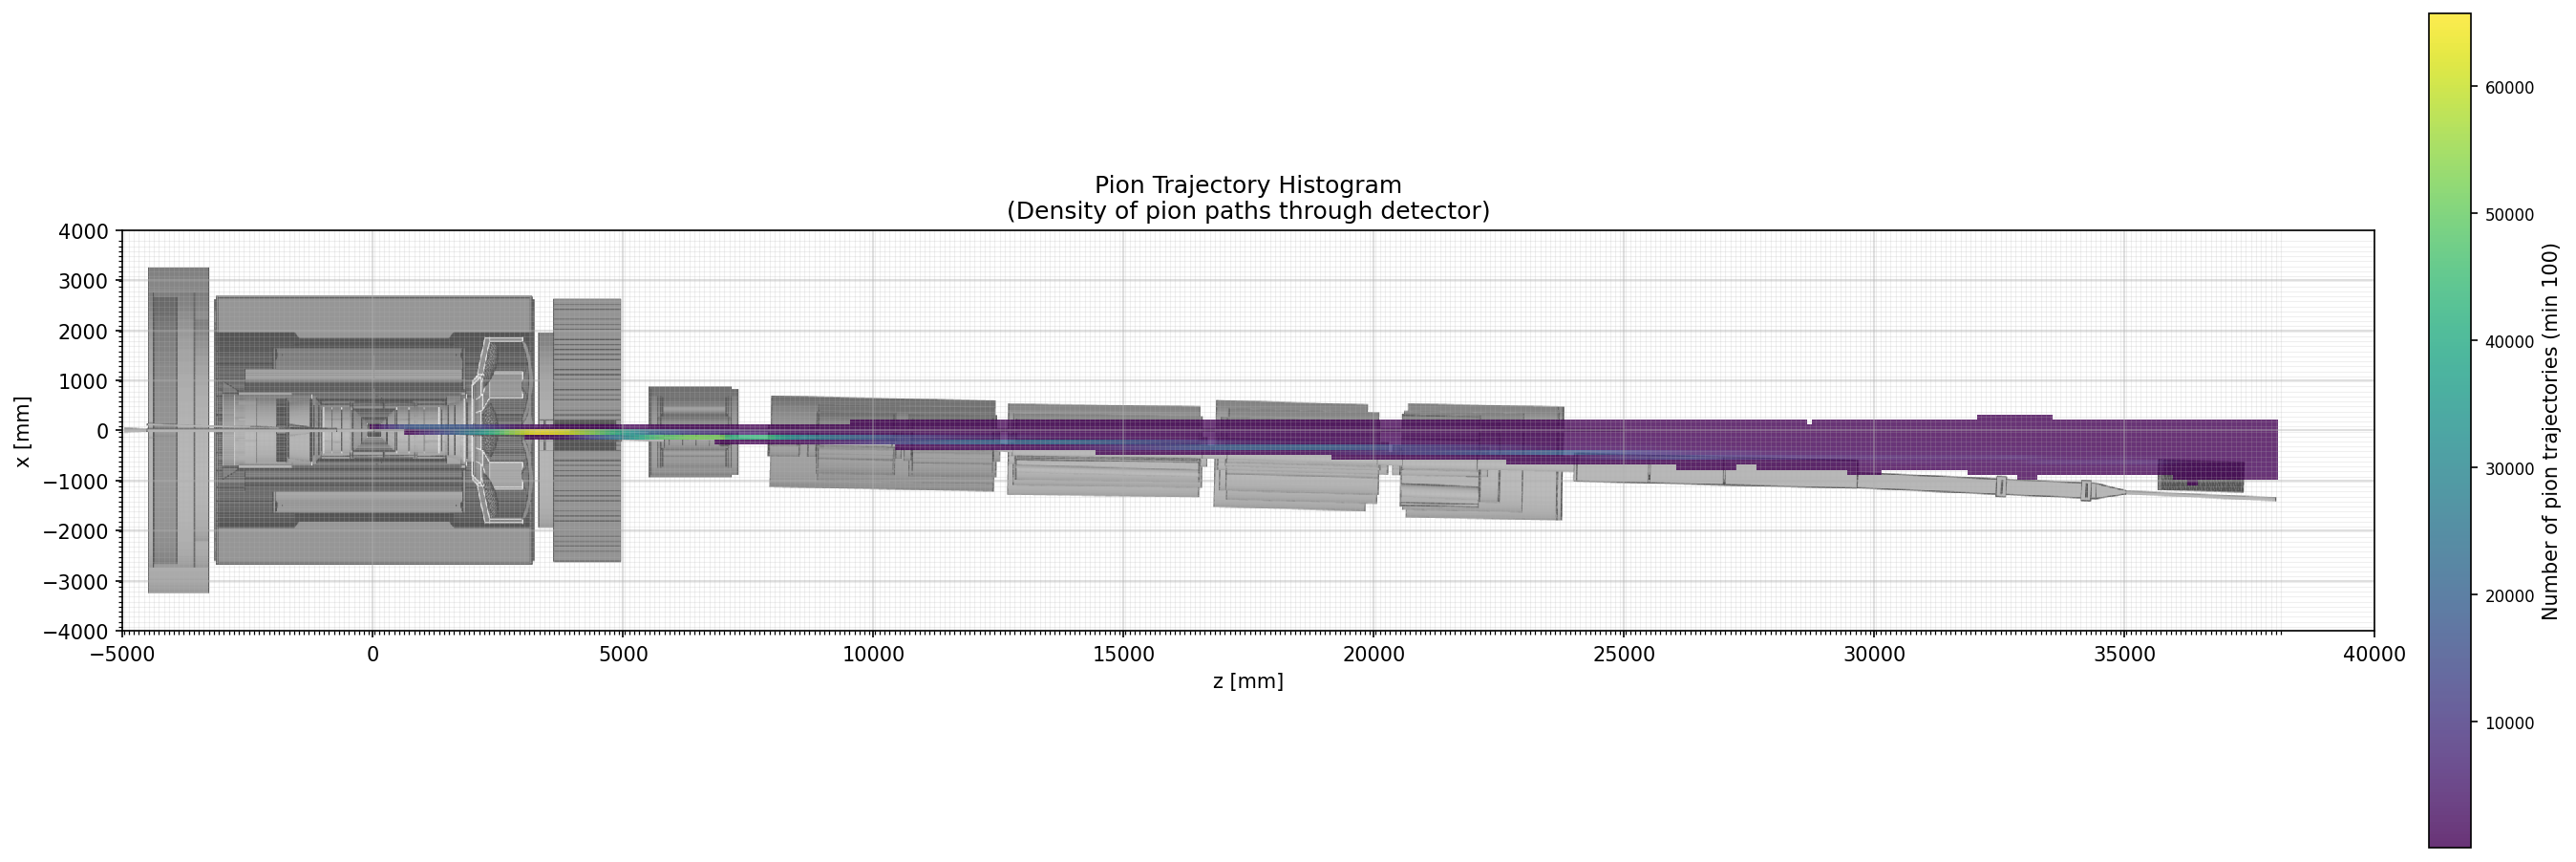 Pion Trajectory Histogram
(Density of pion paths through detector)
4000
3000
2000
1000
0
−1000
−2000
−3000
−4000
x [mm]
−5000 0 5000 10000 15000 20000 25000 30000 35000 40000
z [mm]
60000
50000
40000
30000
20000
10000
Number of pion trajectories (min 100)